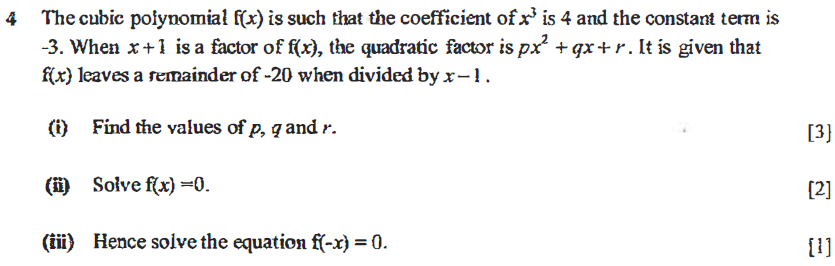 4 The cubic polynomial f(x) is such that the coefficient of x³ is 4 and the constant term is
-3. When x+1 is a factor of f(x), the quadratic factor is px² + qx + r. It is given that
f(x) leaves a remainder of -20 when divided by x−1.
(i) Find the values of p, q and r. [3]
(ii) Solve f(x) =0. [2]
(iii) Hence solve the equation f(-x) = 0. [1]